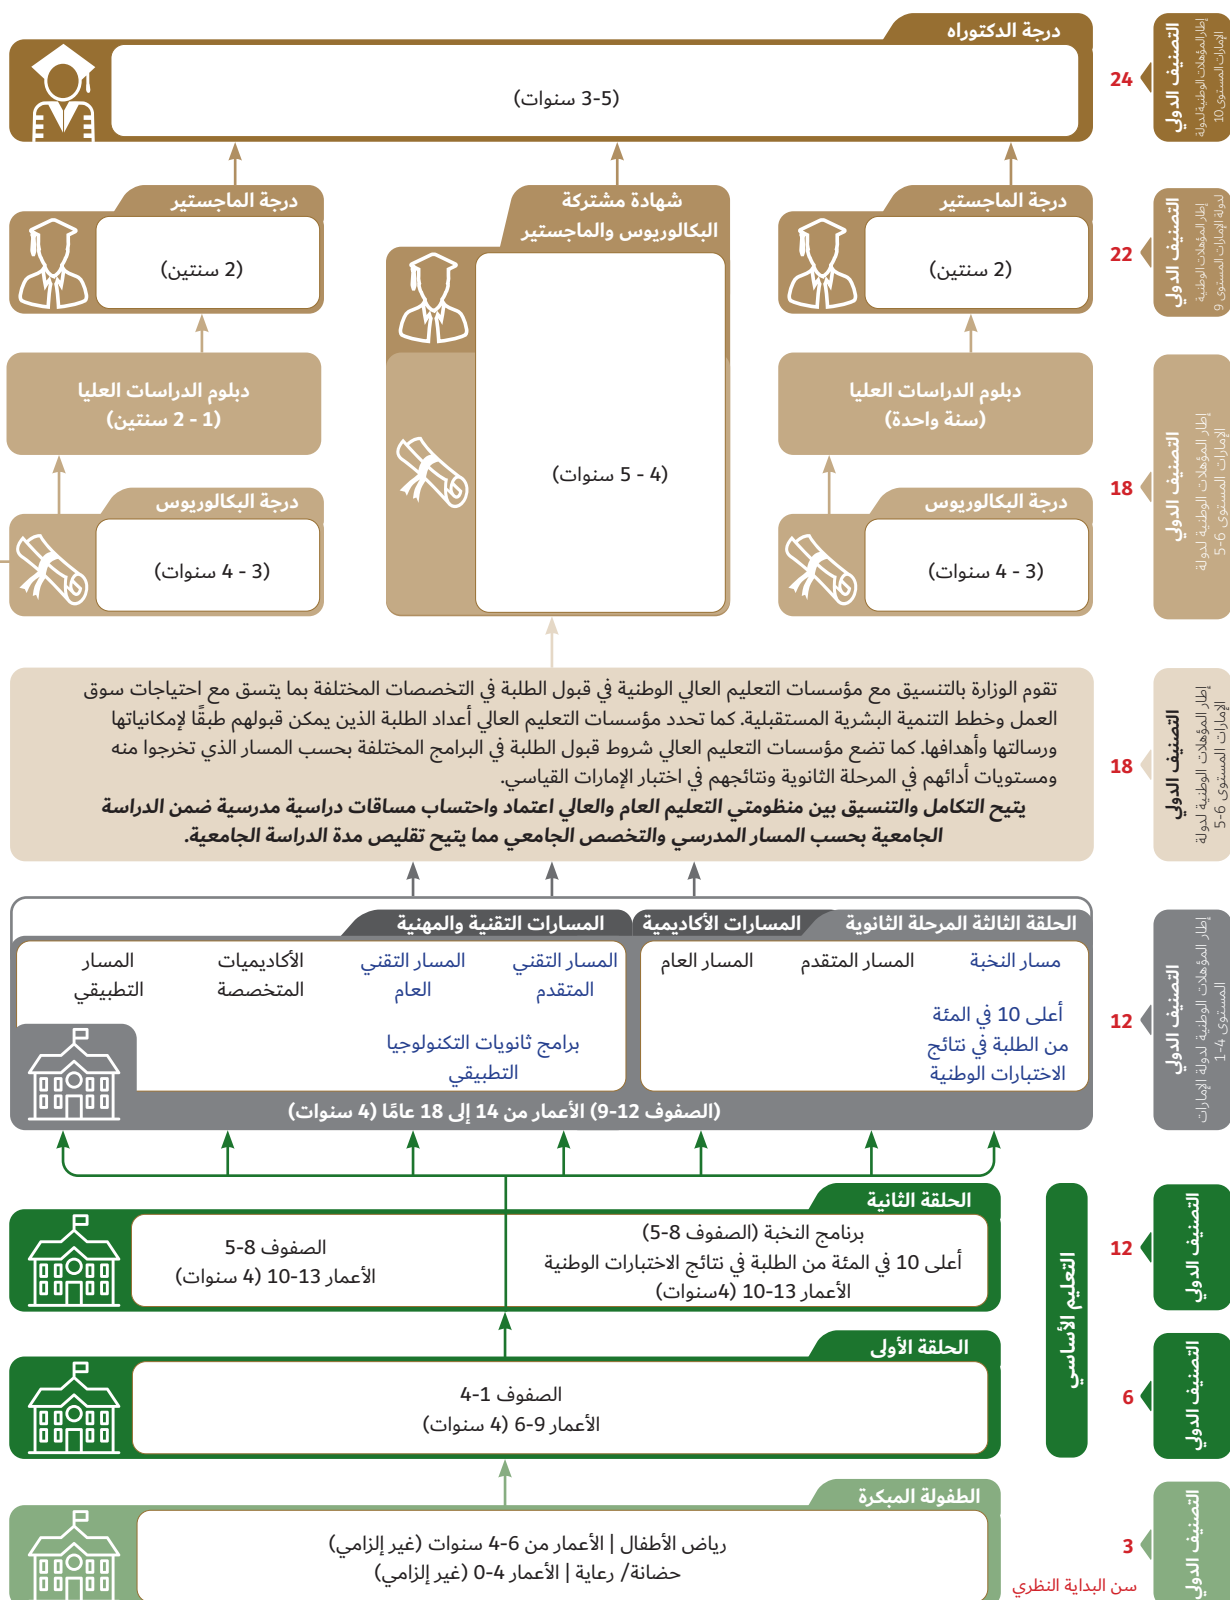 درجة الدكتوراه
(3-5 سنوات)
24
التصنيف الدولي
إطار المؤهلات الوطنية لدولة
الإمارات المستوى 10
درجة الماجستير
(2 سنتين)
شهادة مشتركة
البكالوريوس والماجستير
(4 - 5 سنوات)
درجة الماجستير
(2 سنتين)
22
التصنيف الدولي
إطار المؤهلات الوطنية
لدولة الإمارات المستوى 9
دبلوم الدراسات العليا
(سنة واحدة)
دبلوم الدراسات العليا
(1 - 2 سنتين)
درجة البكالوريوس
(3 - 4 سنوات)
درجة البكالوريوس
(3 - 4 سنوات)
18
التصنيف الدولي
إطار المؤهلات الوطنية لدولة
الإمارات المستوى 6-5
تقوم الوزارة بالتنسيق مع مؤسسات التعليم العالي الوطنية في قبول الطلبة في التخصصات المختلفة بما يتسق مع احتياجات سوق
العمل وخطط التنمية البشرية المستقبلية. كما تحدد مؤسسات التعليم العالي أعداد الطلبة الذين يمكن قبولهم طبقًا لإمكانياتها
ورسالتها وأهدافها. كما تضع مؤسسات التعليم العالي شروط قبول الطلبة في البرامج المختلفة بحسب المسار الذي تخرجوا منه
ومستويات أدائهم في المرحلة الثانوية ونتائجهم في اختبار الإمارات القياسي.
يتيح التكامل والتنسيق بين منظومتي التعليم العام والعالي اعتماد واحتساب مساقات دراسية مدرسية ضمن الدراسة
الجامعية بحسب المسار المدرسي والتخصص الجامعي مما يتيح تقليص مدة الدراسة الجامعية.
18
التصنيف الدولي
إطار المؤهلات الوطنية لدولة
الإمارات المستوى 6-5
الحلقة الثالثة المرحلة الثانوية
المسارات الأكاديمية
المسارات التقنية والمهنية
مسار النخبة
أعلى 10 في المئة
من الطلبة في نتائج
الاختبارات الوطنية
المسار المتقدم
المسار العام
المسار التقني
المتقدم
المسار التقني
العام
برامج ثانويات التكنولوجيا
التطبيقي
الأكاديميات
المتخصصة
المسار
التطبيقي
(الصفوف 12-9) الأعمار من 14 إلى 18 عامًا (4 سنوات)
12
التصنيف الدولي
إطار المؤهلات الوطنية لدولة الإمارات
المستوى 4-1
الحلقة الثانية
برنامج النخبة (الصفوف 8-5)
أعلى 10 في المئة من الطلبة في نتائج الاختبارات الوطنية
الأعمار 13-10 (4سنوات)
الصفوف 8-5
الأعمار 13-10 (4 سنوات)
12
التصنيف الدولي
التعليم الأساسي
الحلقة الأولى
الصفوف 1-4
الأعمار 9-6 (4 سنوات)
6
التصنيف الدولي
الطفولة المبكرة
رياض الأطفال | الأعمار من 6-4 سنوات (غير إلزامي)
حضانة/ رعاية | الأعمار 4-0 (غير إلزامي)
3
سن البداية النظري
التصنيف الدولي